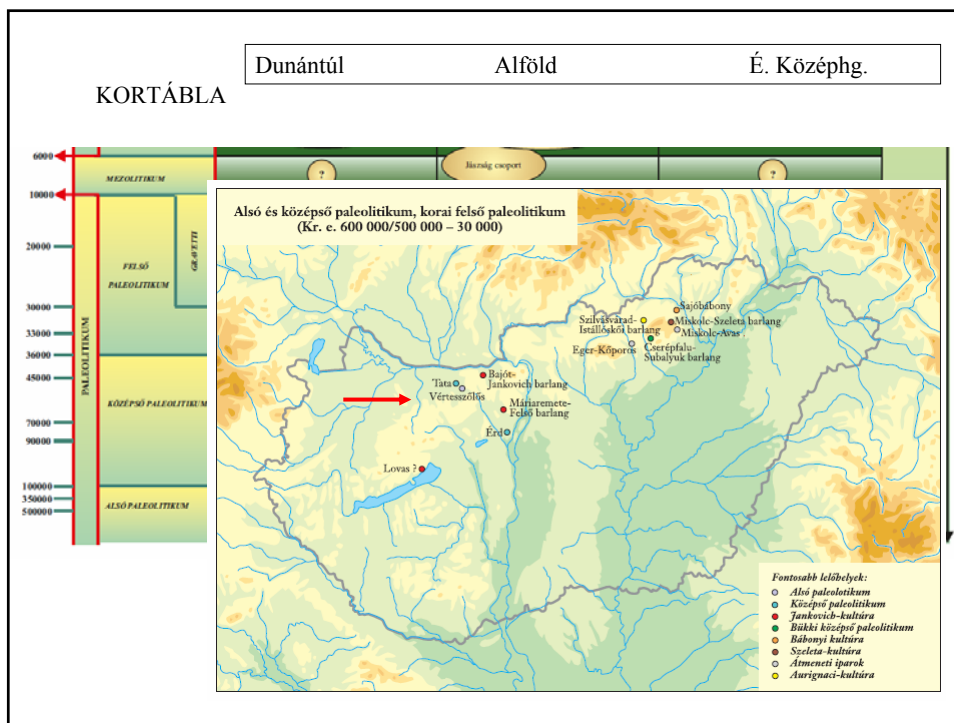 Dunántúl Alföld É. Középhg.
KORTÁBLA
6000
MEZOLITIKUM
?
Jászság csoport
?
10000
20000
30000
33000
36000
45000
70000
90000
100000
350000
500000
PALEOLITIKUM
FELSŐ
PALEOLITIKUM
GRAVETTI
KÖZÉPSŐ PALEOLITIKUM
ALSÓ PALEOLITIKUM
Alsó és középső paleolitikum, korai felső paleolitikum
(Kr. e. 600 000/500 000 – 30 000)
Sajóbábony
Szilvásvárad-
Istállóskői barlang
Miskolc-Szeleta barlang
Miskolc-Avas
Eger-Kőporos
Cserépfalu-
Subalyuk barlang
Bajót-
Jankovich barlang
Tata
Vértesszőlős
Máriaremete-
Felső barlang
Érd
Lovas ?
Fontosabb lelőhelyek:
Alsó paleolotikum
Középső paleolitikum
Jankovich-kultúra
Bükki középső paleolitikum
Bábonyi kultúra
Szeleta-kultúra
Átmeneti iparok
Aurignaci-kultúra